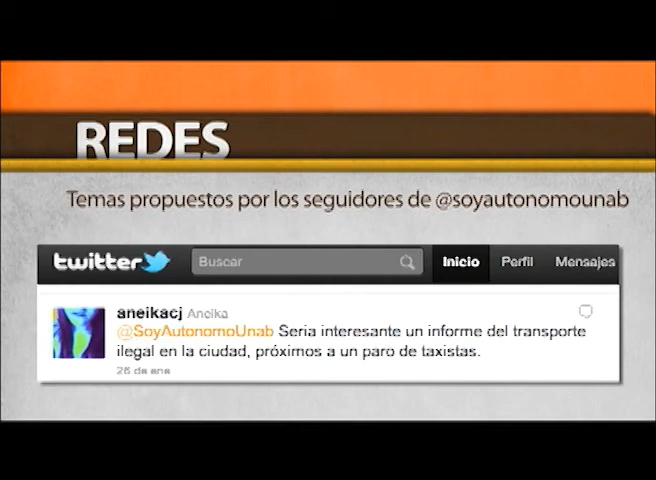 REDES
Temas propuestos por los seguidores de @soyautonomounab
twitter Buscar Inicio Perfil Mensajes
aneikacj Aneika
@SoyAutonomoUnab Seria interesante un informe del transporte
ilegal en la ciudad, próximos a un paro de taxistas.
26 de ene